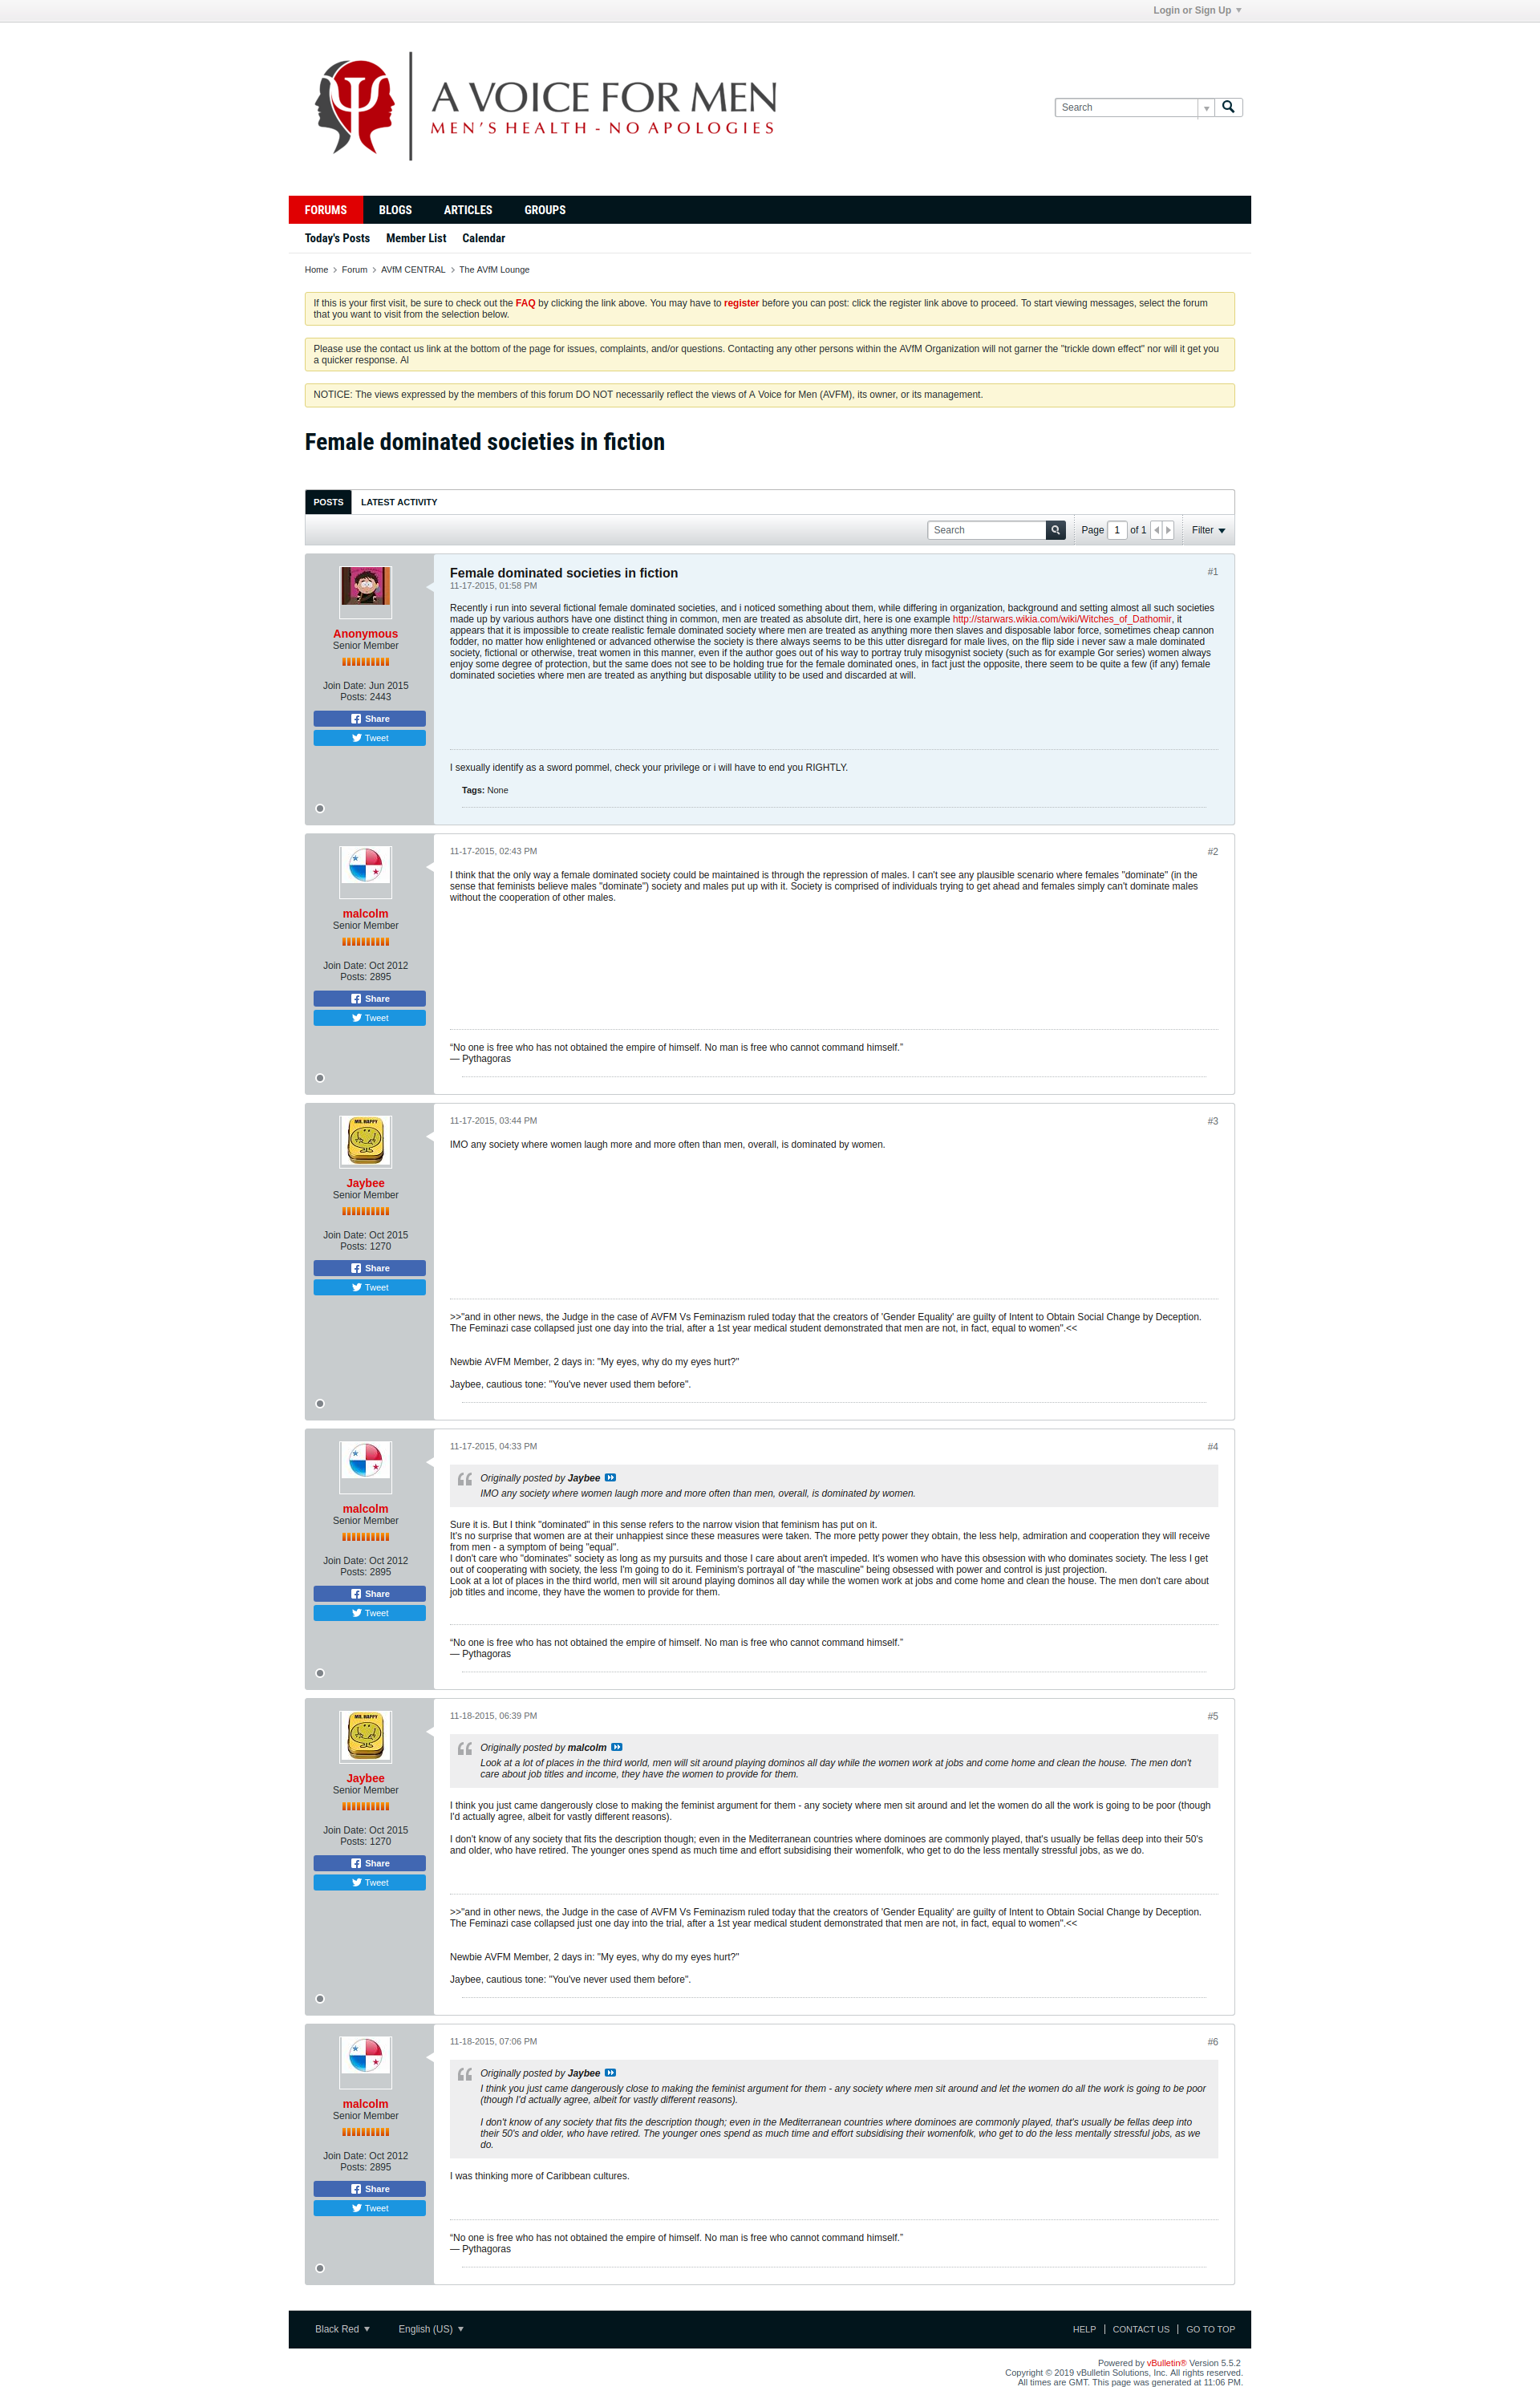 Login or Sign Up
A VOICE FOR MEN
MEN'S HEALTH - NO APOLOGIES
Search
FORUMS BLOGS ARTICLES GROUPS
Today's Posts Member List Calendar
Home > Forum > AVfM CENTRAL > The AVfM Lounge
If this is your first visit, be sure to check out the FAQ by clicking the link above. You may have to register before you can post: click the register link above to proceed. To start viewing messages, select the forum
that you want to visit from the selection below.
Please use the contact us link at the bottom of the page for issues, complaints, and/or questions. Contacting any other persons within the AVfM Organization will not garner the "trickle down effect" nor will it get you
a quicker response. Al
NOTICE: The views expressed by the members of this forum DO NOT necessarily reflect the views of A Voice for Men (AVFM), its owner, or its management.
Female dominated societies in fiction
POSTS LATEST ACTIVITY
Search Page 1 of 1 Filter
Anonymous
Senior Member
Join Date: Jun 2015
Posts: 2443
Share
Tweet
Female dominated societies in fiction #1
11-17-2015, 01:58 PM
Recently i run into several fictional female dominated societies, and i noticed something about them, while differing in organization, background and setting almost all such societies
made up by various authors have one distinct thing in common, men are treated as absolute dirt, here is one example http://starwars.wikia.com/wiki/Witches_of_Dathomir, it
appears that it is impossible to create realistic female dominated society where men are treated as anything more then slaves and disposable labor force, sometimes cheap cannon
fodder, no matter how enlightened or advanced otherwise the society is there always seems to be this utter disregard for male lives, on the flip side i never saw a male dominated
society, fictional or otherwise, treat women in this manner, even if the author goes out of his way to portray truly misogynist society (such as for example Gor series) women always
enjoy some degree of protection, but the same does not see to be holding true for the female dominated ones, in fact just the opposite, there seem to be quite a few (if any) female
dominated societies where men are treated as anything but disposable utility to be used and discarded at will.
I sexually identify as a sword pommel, check your privilege or i will have to end you RIGHTLY.
Tags: None
malcolm
Senior Member
Join Date: Oct 2012
Posts: 2895
Share
Tweet
11-17-2015, 02:43 PM #2
I think that the only way a female dominated society could be maintained is through the repression of males. I can't see any plausible scenario where females "dominate" (in the
sense that feminists believe males "dominate") society and males put up with it. Society is comprised of individuals trying to get ahead and females simply can't dominate males
without the cooperation of other males.
“No one is free who has not obtained the empire of himself. No man is free who cannot command himself.”
― Pythagoras
MR. HAPPY
215
Jaybee
Senior Member
Join Date: Oct 2015
Posts: 1270
Share
Tweet
11-17-2015, 03:44 PM #3
IMO any society where women laugh more and more often than men, overall, is dominated by women.
>>"and in other news, the Judge in the case of AVFM Vs Feminazism ruled today that the creators of 'Gender Equality' are guilty of Intent to Obtain Social Change by Deception.
The Feminazi case collapsed just one day into the trial, after a 1st year medical student demonstrated that men are not, in fact, equal to women".<<
Newbie AVFM Member, 2 days in: "My eyes, why do my eyes hurt?"
Jaybee, cautious tone: "You've never used them before".
malcolm
Senior Member
Join Date: Oct 2012
Posts: 2895
Share
Tweet
11-17-2015, 04:33 PM #4
Originally posted by Jaybee
IMO any society where women laugh more and more often than men, overall, is dominated by women.
Sure it is. But I think "dominated" in this sense refers to the narrow vision that feminism has put on it.
It's no surprise that women are at their unhappiest since these measures were taken. The more petty power they obtain, the less help, admiration and cooperation they will receive
from men - a symptom of being "equal".
I don't care who "dominates" society as long as my pursuits and those I care about aren't impeded. It's women who have this obsession with who dominates society. The less I get
out of cooperating with society, the less I'm going to do it. Feminism's portrayal of "the masculine" being obsessed with power and control is just projection.
Look at a lot of places in the third world, men will sit around playing dominos all day while the women work at jobs and come home and clean the house. The men don't care about
job titles and income, they have the women to provide for them.
“No one is free who has not obtained the empire of himself. No man is free who cannot command himself.”
― Pythagoras
MR. HAPPY
215
Jaybee
Senior Member
Join Date: Oct 2015
Posts: 1270
Share
Tweet
11-18-2015, 06:39 PM #5
Originally posted by malcolm
Look at a lot of places in the third world, men will sit around playing dominos all day while the women work at jobs and come home and clean the house. The men don't
care about job titles and income, they have the women to provide for them.
I think you just came dangerously close to making the feminist argument for them - any society where men sit around and let the women do all the work is going to be poor (though
I'd actually agree, albeit for vastly different reasons).
I don't know of any society that fits the description though; even in the Mediterranean countries where dominoes are commonly played, that's usually be fellas deep into their 50's
and older, who have retired. The younger ones spend as much time and effort subsidising their womenfolk, who get to do the less mentally stressful jobs, as we do.
>>"and in other news, the Judge in the case of AVFM Vs Feminazism ruled today that the creators of 'Gender Equality' are guilty of Intent to Obtain Social Change by Deception.
The Feminazi case collapsed just one day into the trial, after a 1st year medical student demonstrated that men are not, in fact, equal to women".<<
Newbie AVFM Member, 2 days in: "My eyes, why do my eyes hurt?"
Jaybee, cautious tone: "You've never used them before".
malcolm
Senior Member
Join Date: Oct 2012
Posts: 2895
Share
Tweet
11-18-2015, 07:06 PM #6
Originally posted by Jaybee
I think you just came dangerously close to making the feminist argument for them - any society where men sit around and let the women do all the work is going to be poor
(though I'd actually agree, albeit for vastly different reasons).
I don't know of any society that fits the description though; even in the Mediterranean countries where dominoes are commonly played, that's usually be fellas deep into
their 50's and older, who have retired. The younger ones spend as much time and effort subsidising their womenfolk, who get to do the less mentally stressful jobs, as we
do.
I was thinking more of Caribbean cultures.
“No one is free who has not obtained the empire of himself. No man is free who cannot command himself.”
― Pythagoras
Black Red English (US) HELP CONTACT US GO TO TOP
Powered by vBulletin® Version 5.5.2
Copyright © 2019 vBulletin Solutions, Inc. All rights reserved.
All times are GMT. This page was generated at 11:06 PM.